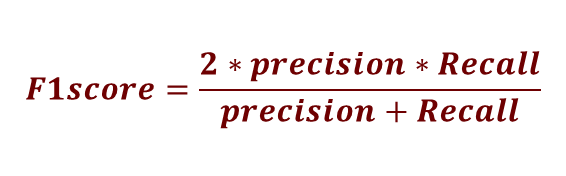 F1score = 2 * precision * Recall
precision + Recall